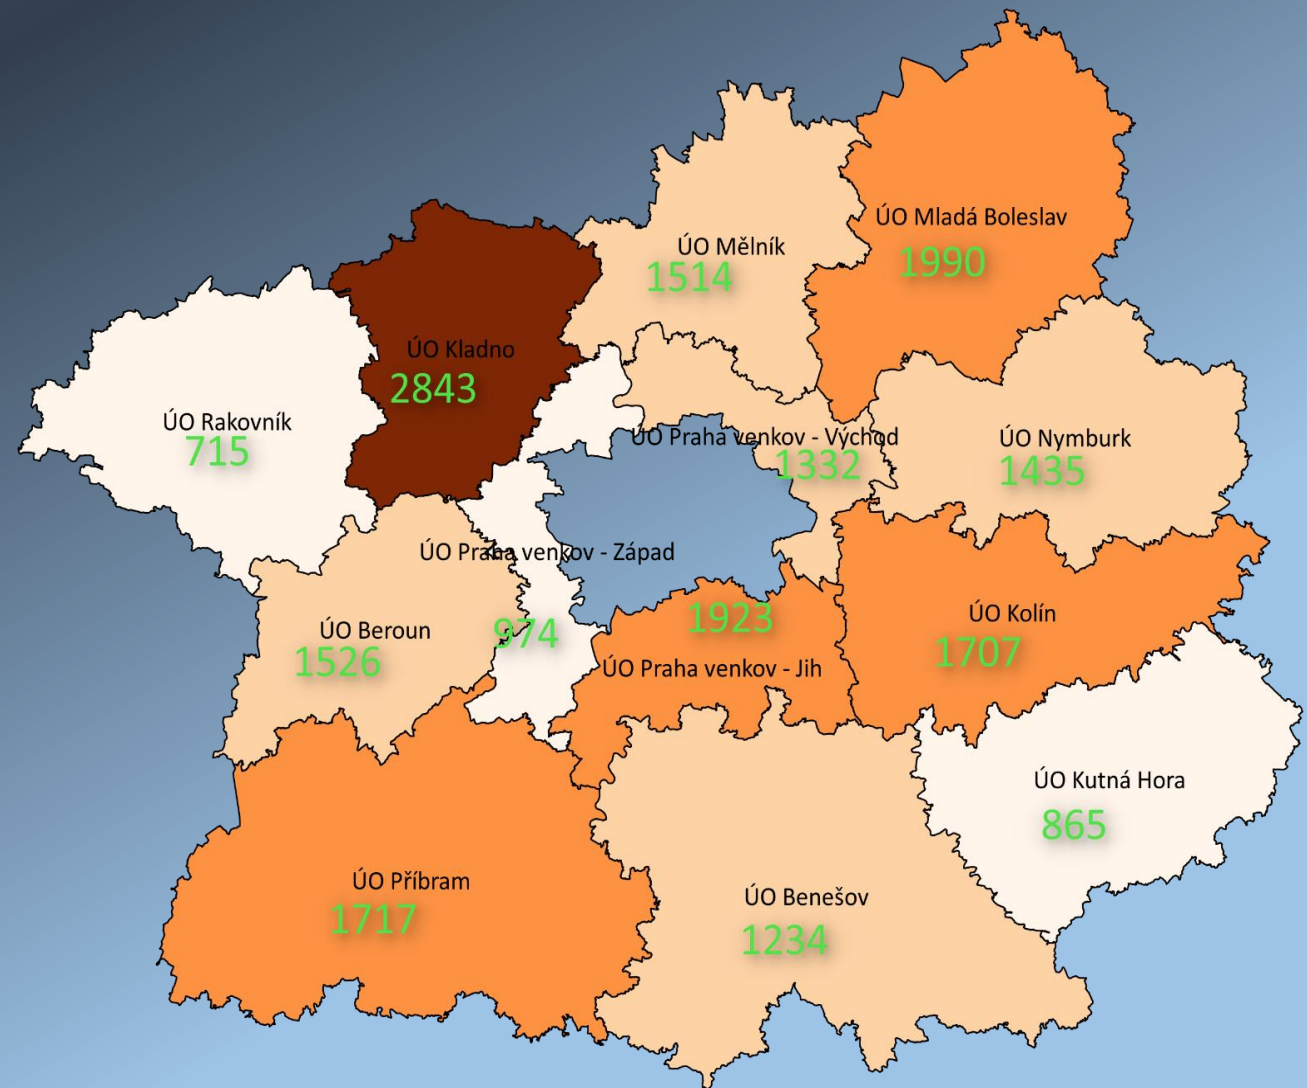 ÚO Mladá Boleslav
1990
ÚO Mělník
1514
ÚO Kladno
2843
ÚO Rakovník
715
ÚO Praha venkov - Východ
1332
ÚO Nymburk
1435
ÚO Praha venkov - Západ
974
ÚO Beroun
1526
1923
ÚO Praha venkov - Jih
ÚO Kolín
1707
ÚO Kutná Hora
865
ÚO Příbram
1717
ÚO Benešov
1234